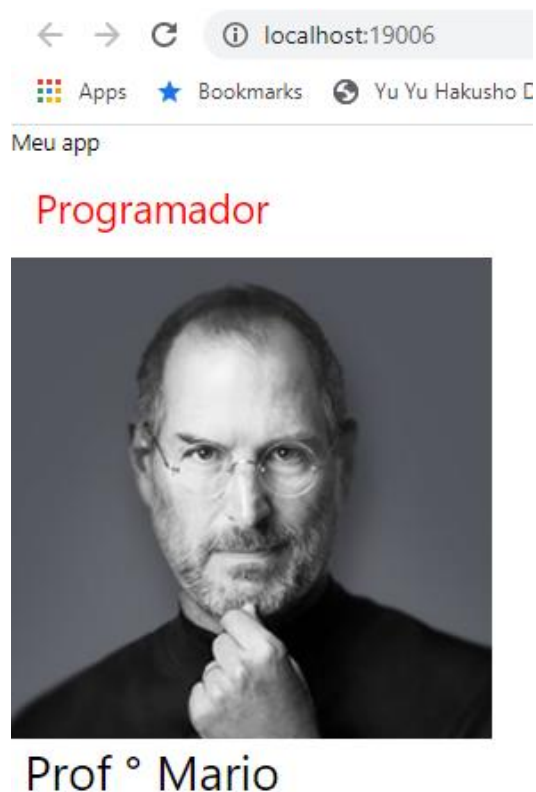 localhost:19006
Apps Bookmarks Yu Yu Hakusho D
Meu app
Programador
Prof ° Mario